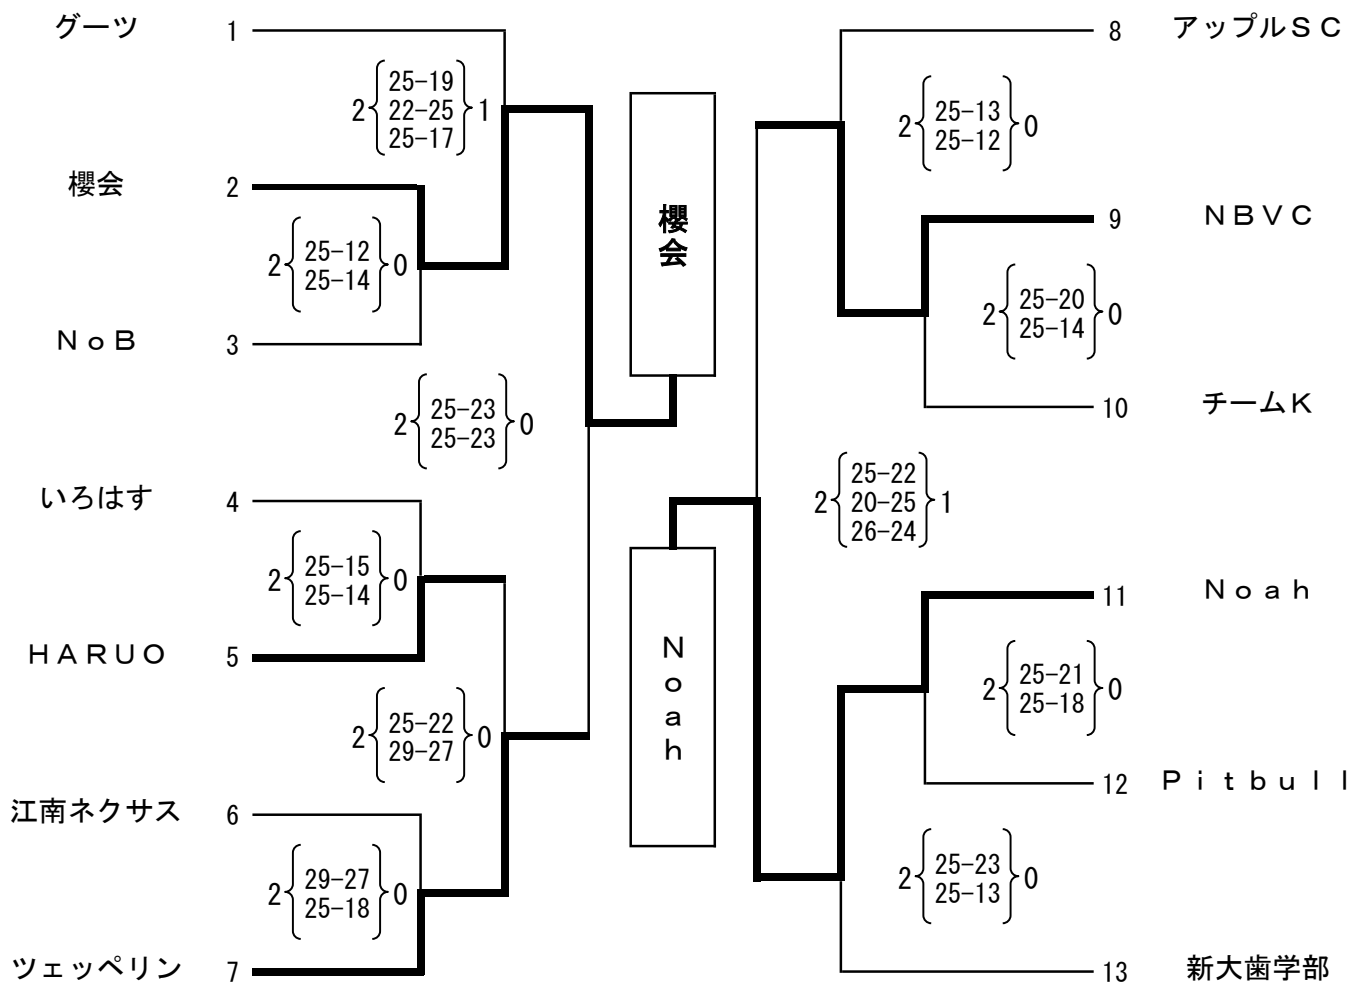 グーツ 1
2 25-19 1
22-25
25-17
櫻会 2
2 25-12 0
25-14
ＮｏＢ 3
2 25-23 0
25-23
いろはす 4
2 25-15 0
25-14
ＨＡＲＵＯ 5
2 25-22 0
29-27
江南ネクサス 6
2 29-27 0
25-18
ツェッペリン 7
櫻会
Ｎｏａｈ
8 アップルＳＣ
2 25-13 0
25-12
9 ＮＢＶＣ
2 25-20 0
25-14
10 チームＫ
2 25-22 1
20-25
26-24
11 Ｎｏａｈ
2 25-21 0
25-18
12 Ｐｉｔｂｕｌｌ
2 25-23 0
25-13
13 新大歯学部